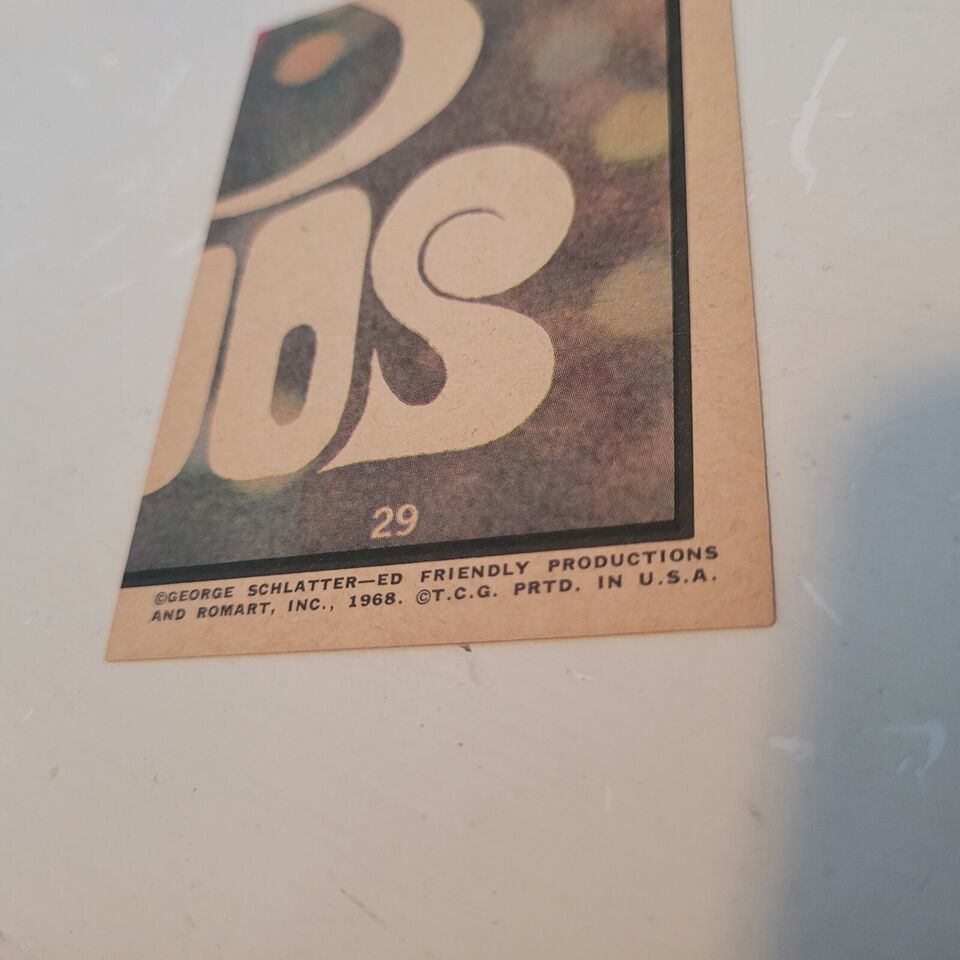 29
©GEORGE SCHLATTER—ED FRIENDLY PRODUCTIONS
AND ROMART, INC., 1968. ©T.C.G. PRTD. IN U.S.A.